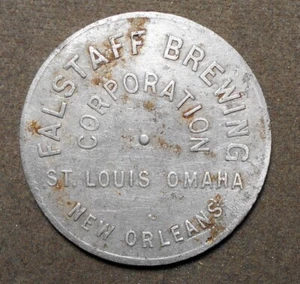 FALSTAFF BREWING
CORPORATION
ST. LOUIS OMAHA
NEW ORLEANS